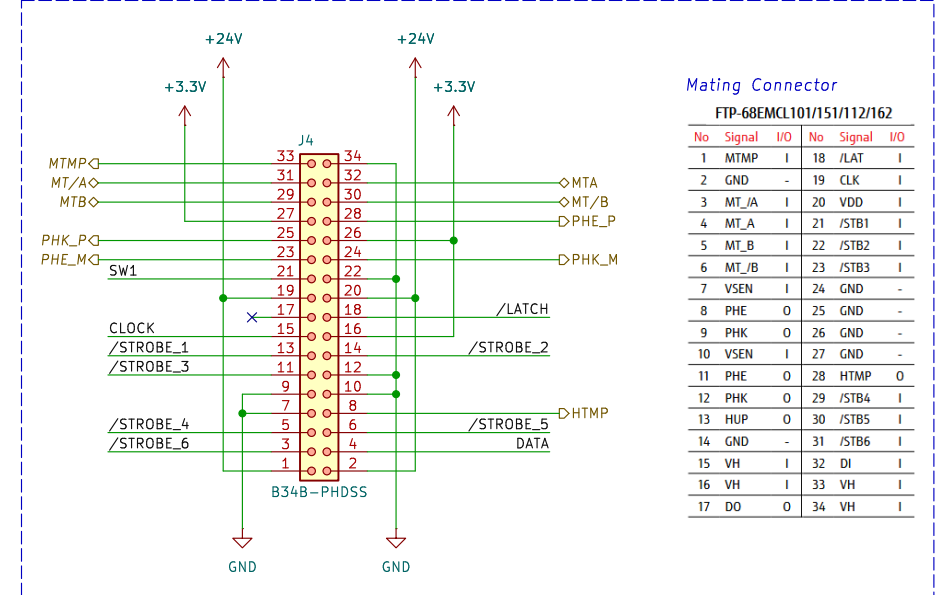 +24V +24V
+3.3V +3.3V
Mating Connector
J4
FTP-68EMCL101/151/112/162
No Signal I/O No Signal I/O
1 MTMP I 18 /LAT I
2 GND - 19 CLK I
3 MT_/A I 20 VDD I
4 MT_A I 21 /STB1 I
5 MT_B I 22 /STB2 I
6 MT_/B I 23 /STB3 I
7 VSEN I 24 GND -
8 PHE O 25 GND -
9 PHK O 26 GND -
10 VSEN I 27 GND -
11 PHE O 28 HTMP O
12 PHK O 29 /STB4 I
13 HUP O 30 /STB5 I
14 GND - 31 /STB6 I
15 VH I 32 DI I
16 VH I 33 VH I
17 DO O 34 VH I
MTMP 33 34
MT/A 31 32 MTA
MTB 29 30 MT/B
27 28 PHE_P
PHK_P 25 26
PHE_M 23 24 PHK_M
SW1 21 22
19 20
17 18 /LATCH
CLOCK 15 16
/STROBE_1 13 14 /STROBE_2
/STROBE_3 11 12
9 10
7 8 HTMP
/STROBE_4 5 6 /STROBE_5
/STROBE_6 3 4 DATA
1 2
B34B-PHDSS
GND GND